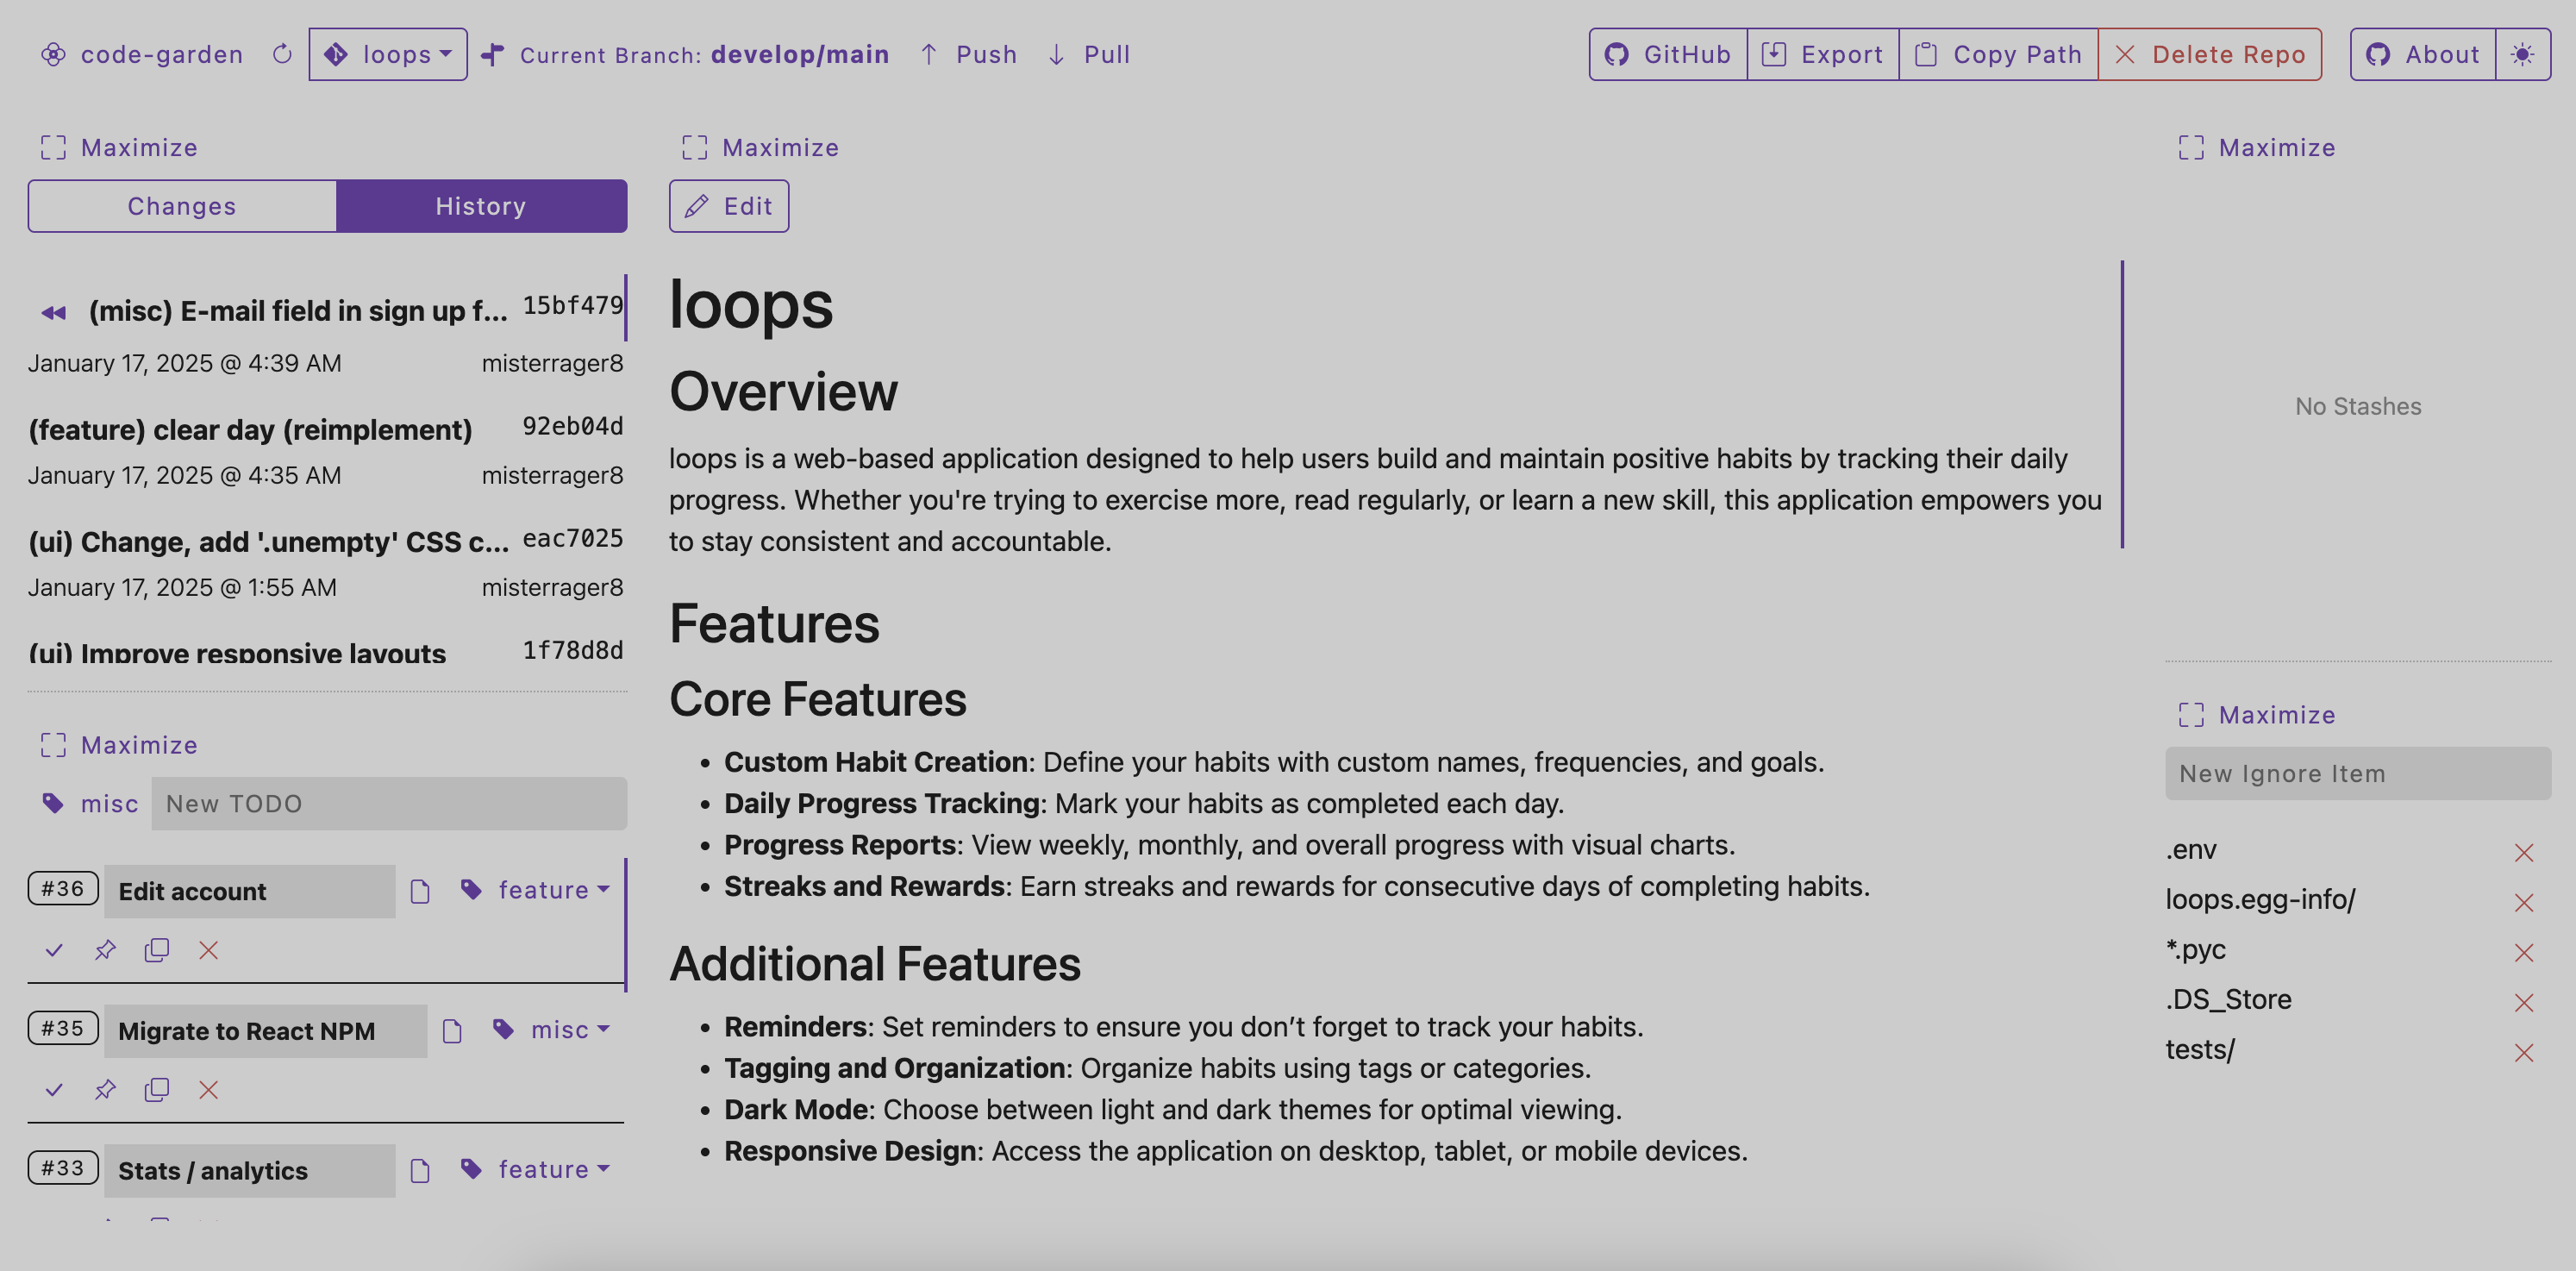 code-garden loops Current Branch: develop/main Push Pull GitHub Export Copy Path Delete Repo About
Maximize
Changes History
(misc) E-mail field in sign up f... 15bf479
January 17, 2025 @ 4:39 AM misterrager8
(feature) clear day (reimplement) 92eb04d
January 17, 2025 @ 4:35 AM misterrager8
(ui) Change, add '.unempty' CSS c... eac7025
January 17, 2025 @ 1:55 AM misterrager8
(ui) Improve responsive layouts 1f78d8d
Maximize
misc New TODO
#36 Edit account feature
#35 Migrate to React NPM misc
#33 Stats / analytics feature
Maximize
Edit
loops
Overview
loops is a web-based application designed to help users build and maintain positive habits by tracking their daily
progress. Whether you're trying to exercise more, read regularly, or learn a new skill, this application empowers you
to stay consistent and accountable.
Features
Core Features
• Custom Habit Creation: Define your habits with custom names, frequencies, and goals.
• Daily Progress Tracking: Mark your habits as completed each day.
• Progress Reports: View weekly, monthly, and overall progress with visual charts.
• Streaks and Rewards: Earn streaks and rewards for consecutive days of completing habits.
Additional Features
• Reminders: Set reminders to ensure you don’t forget to track your habits.
• Tagging and Organization: Organize habits using tags or categories.
• Dark Mode: Choose between light and dark themes for optimal viewing.
• Responsive Design: Access the application on desktop, tablet, or mobile devices.
Maximize
No Stashes
Maximize
New Ignore Item
.env
loops.egg-info/
*.pyc
.DS_Store
tests/